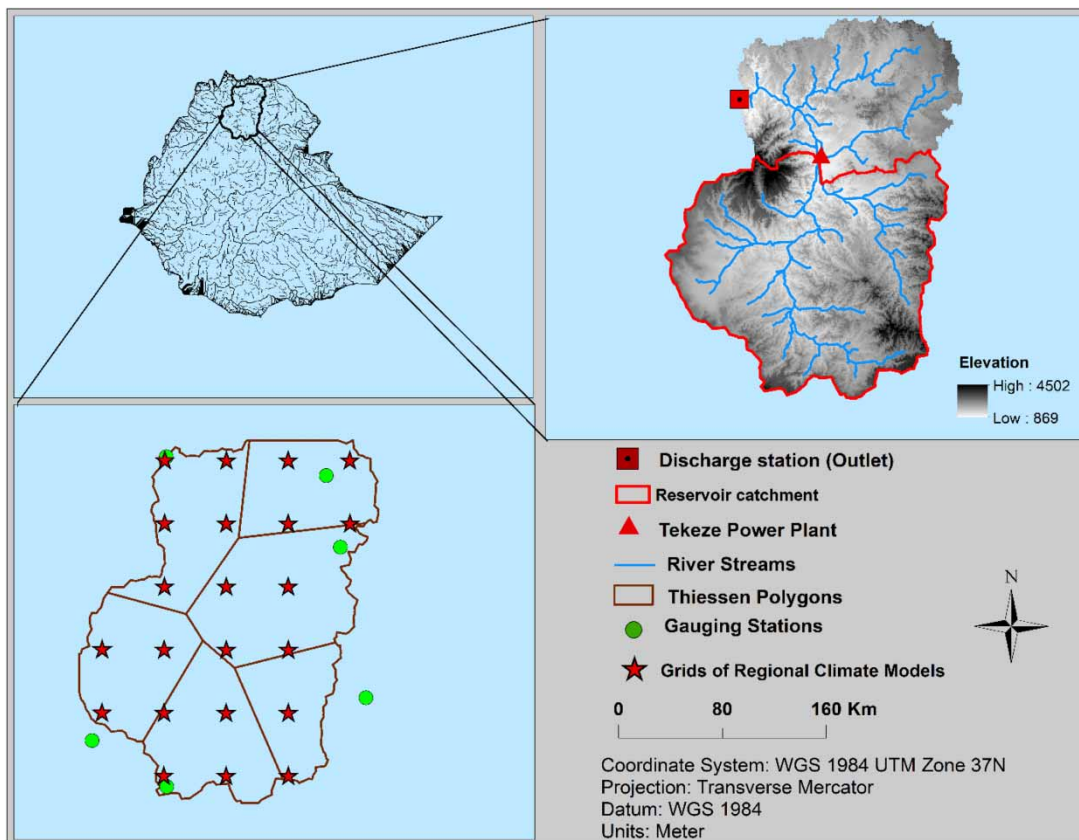 Elevation
High : 4502
Low : 869
Discharge station (Outlet)
Reservoir catchment
Tekeze Power Plant
River Streams
Thiessen Polygons
Gauging Stations
Grids of Regional Climate Models
N
0 80 160 Km
Coordinate System: WGS 1984 UTM Zone 37N
Projection: Transverse Mercator
Datum: WGS 1984
Units: Meter